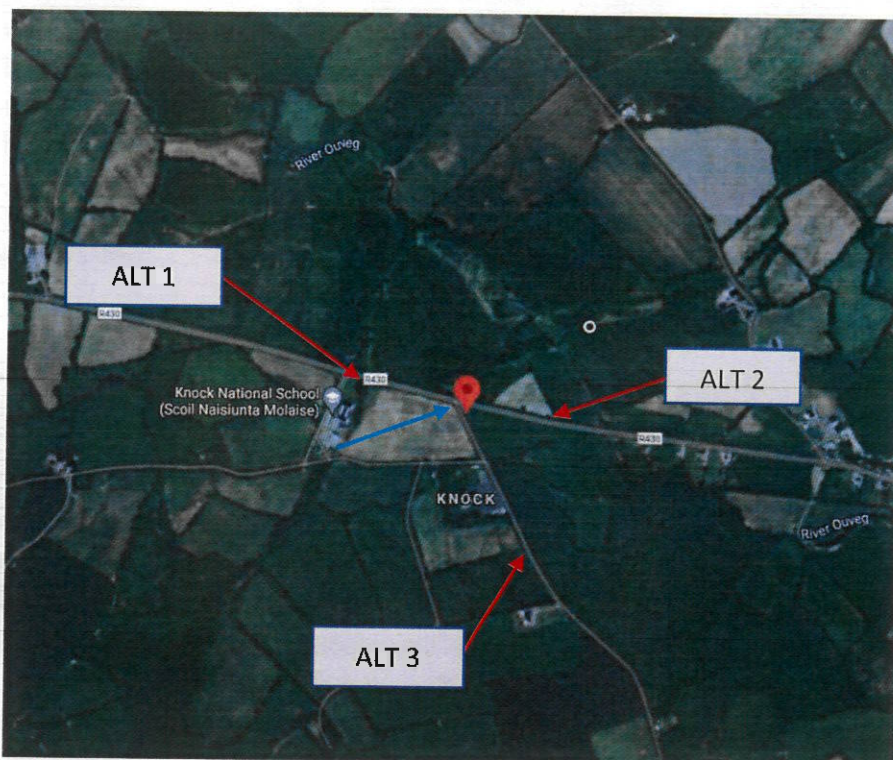 River Ouveg
ALT 1
R430
R430
ALT 2
Knock National School
(Scoil Naisiunta Molaise)
R430
KNOCK
River Ouveg
ALT 3